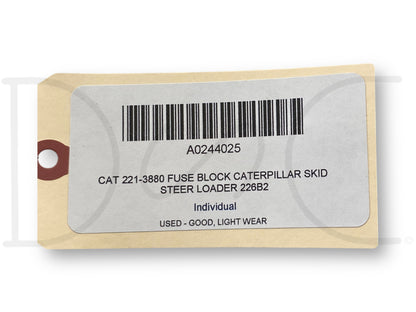 A0244025
CAT 221-3880 FUSE BLOCK CATERPILLAR SKID
STEER LOADER 226B2
Individual
USED - GOOD, LIGHT WEAR